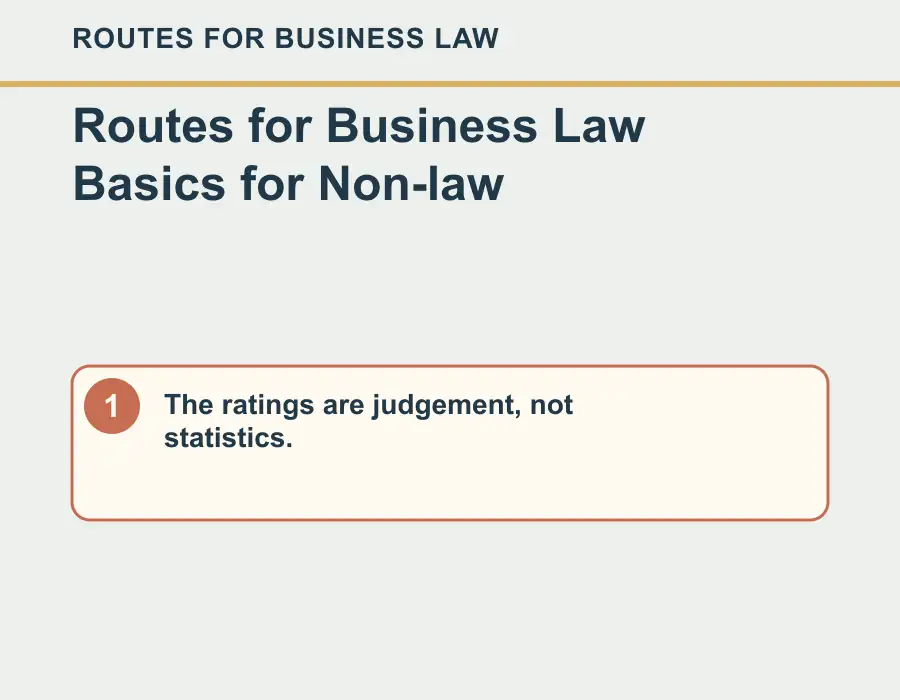 ROUTES FOR BUSINESS LAW
Routes for Business Law
Basics for Non-law
1
The ratings are judgement, not
statistics.